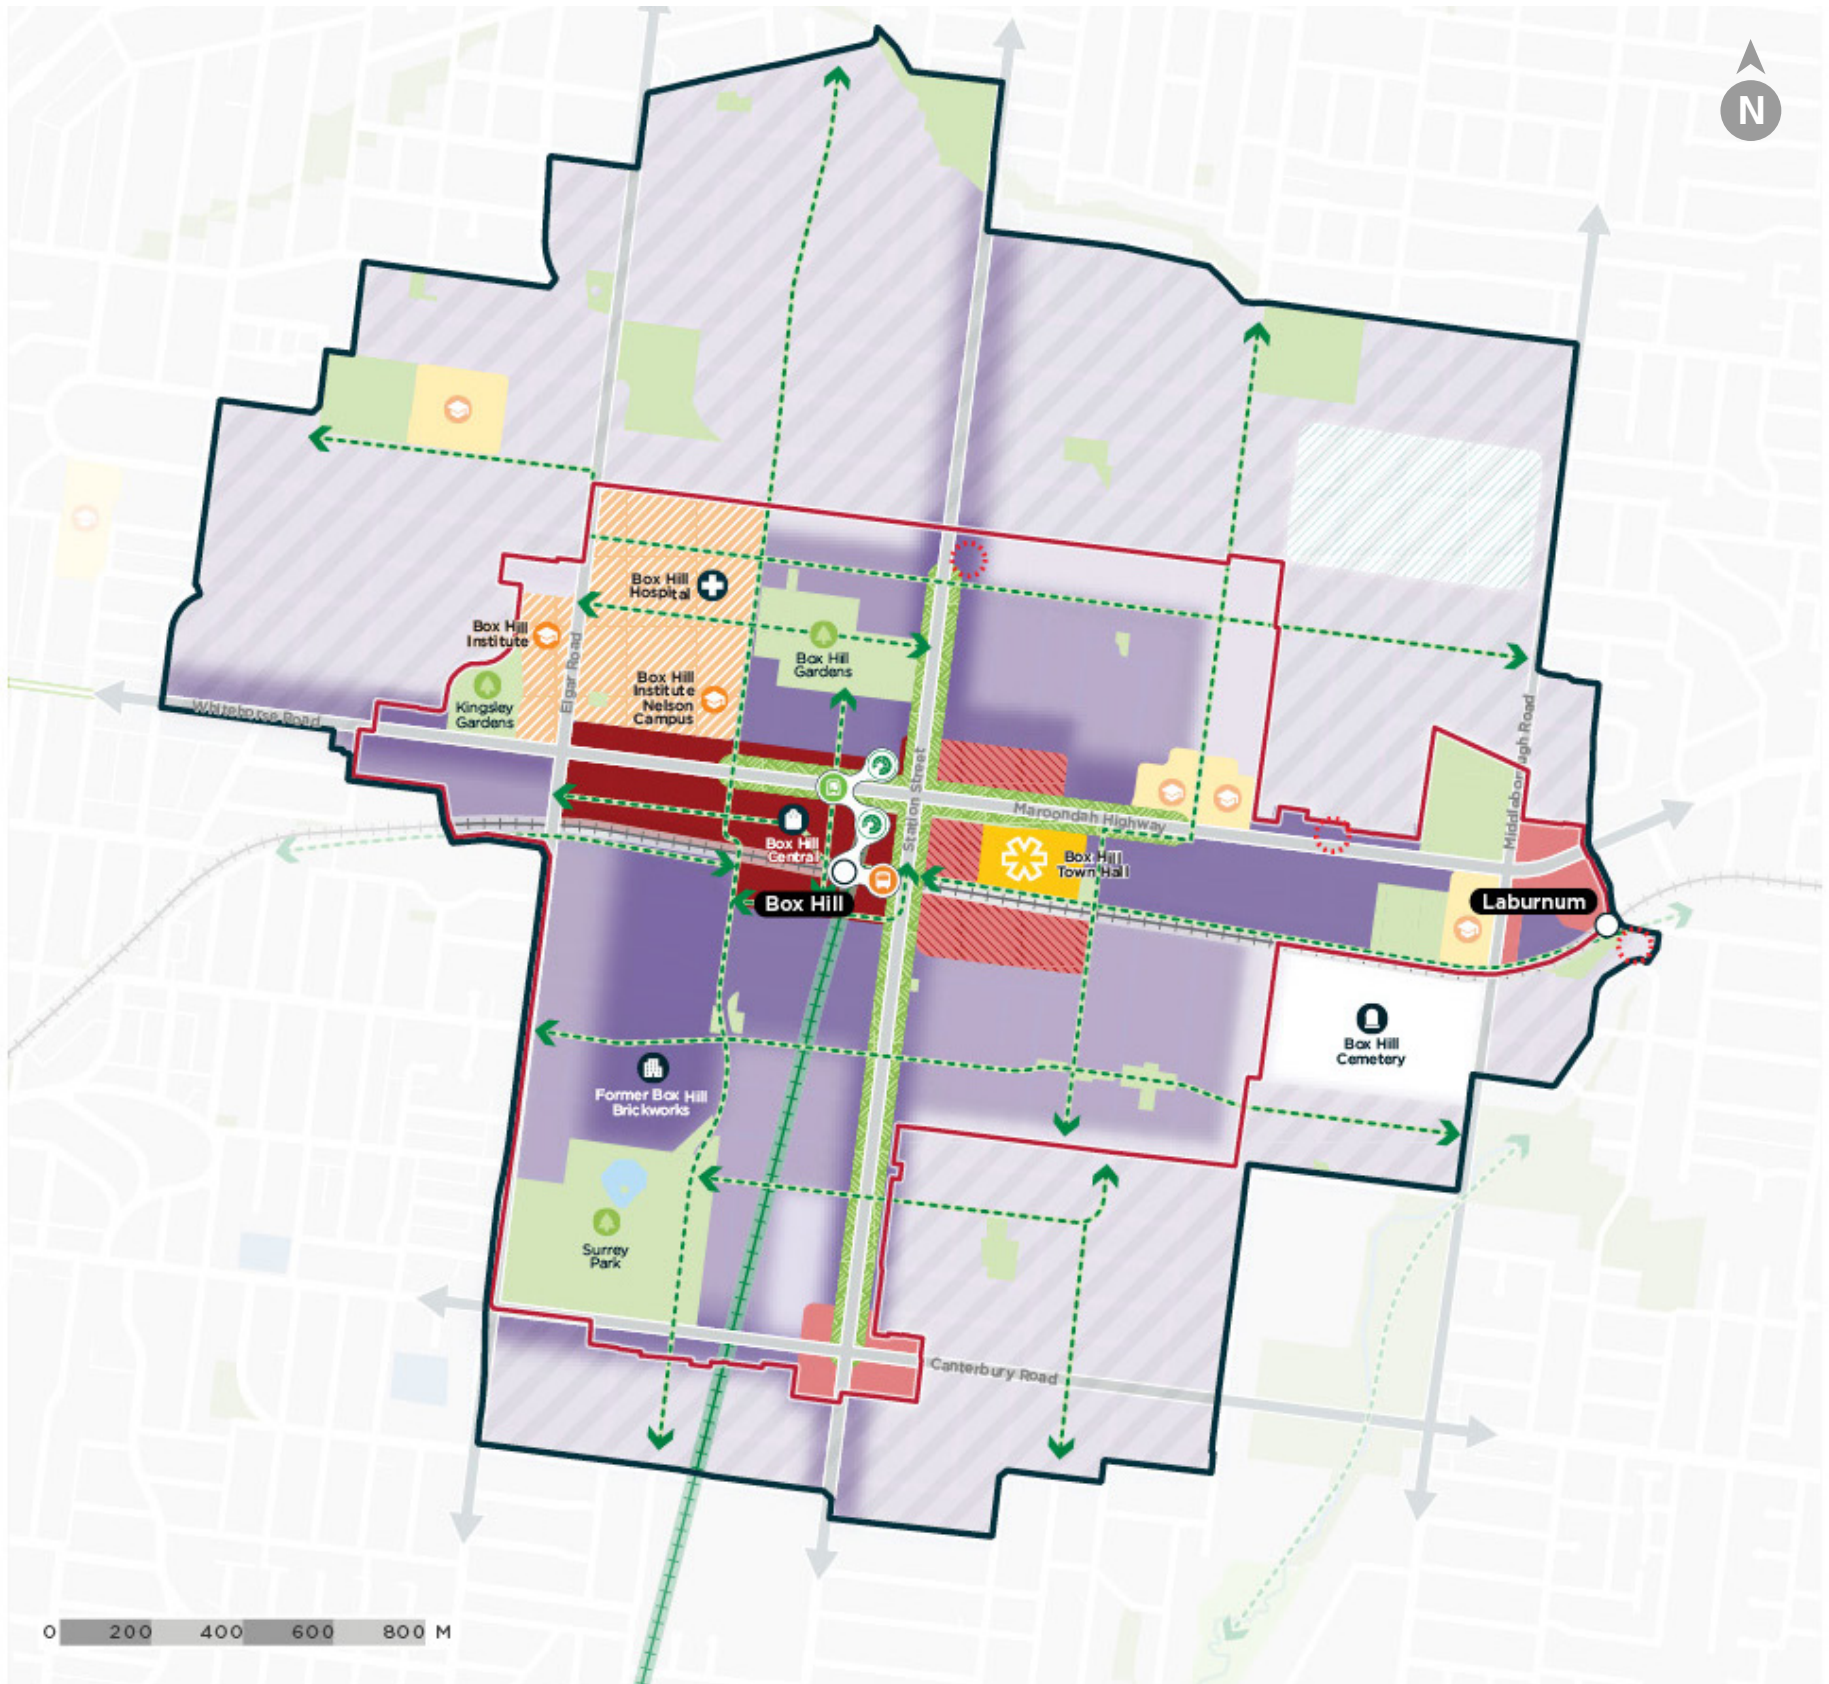 N
Box Hill
Hospital
Box Hill
Institute
Elgar Road
Box Hill
Gardens
Box Hill
Institute
Nelson
Campus
Kingsley
Gardens
Whitehorse Road
Middleborough Road
Station Street
Maroondah Highway
Box Hill
Central
Box Hill
Town Hall
Box Hill
Laburnum
Box Hill
Cemetery
Former Box Hill
Brickworks
Surrey
Park
Canterbury Road
0 200 400 600 800 M